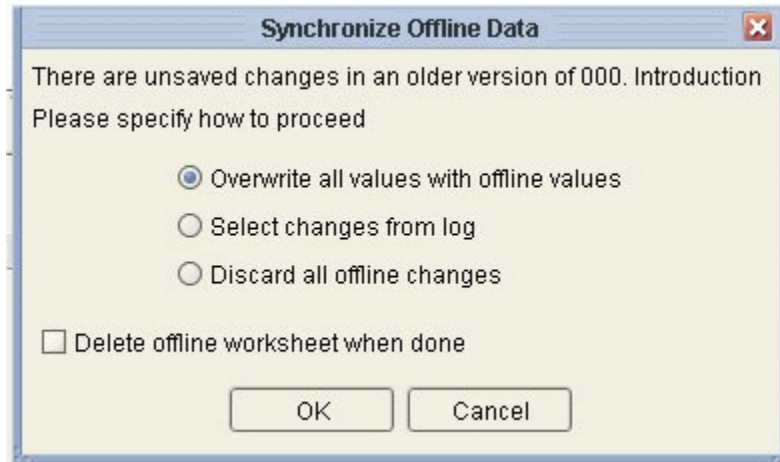 Synchronize Offline Data
There are unsaved changes in an older version of 000. Introduction
Please specify how to proceed
Overwrite all values with offline values
Select changes from log
Discard all offline changes
Delete offline worksheet when done
OK
Cancel